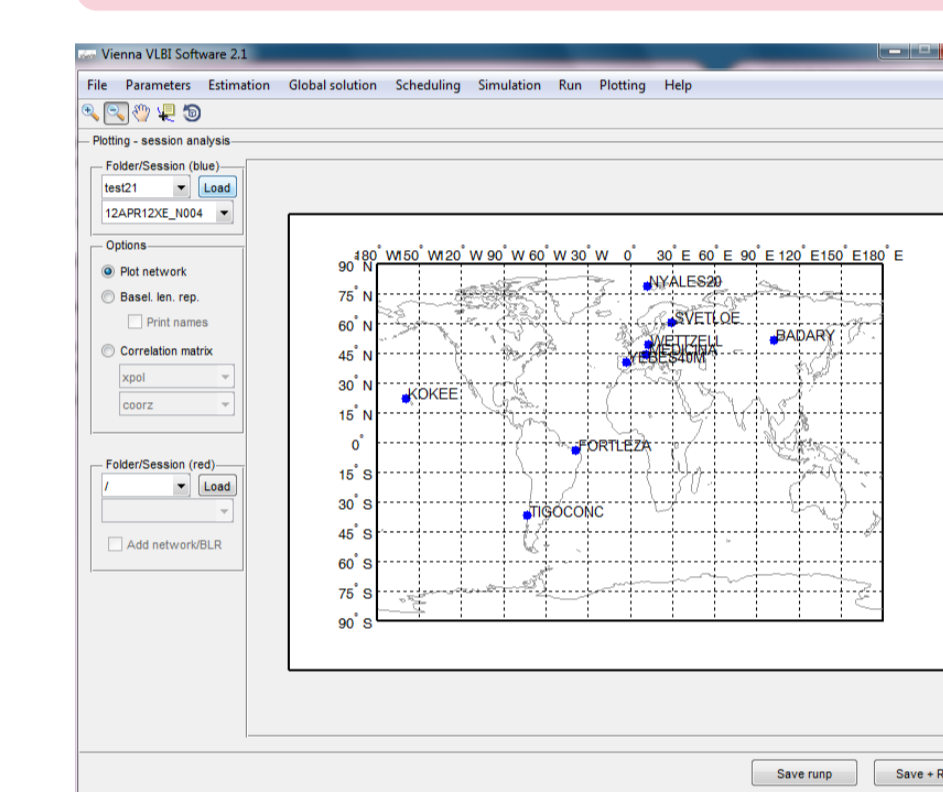 Vienna VLBI Software 2.1
File Parameters Estimation Global solution Scheduling Simulation Run Plotting Help
Plotting - session analysis
Folder/Session (blue)
test21 Load
12APR12XE_N004
Options
Plot network
Basel. len. rep.
Print names
Correlation matrix
xpol
coorz
Folder/Session (red)
/ Load
Add network/BLR
180° W 150° W 120° W 90° W 60° W 30° W 0° 30° E 60° E 90° E 120° E 150° E 180° E
90° N
75° N
60° N
45° N
30° N
15° N
0°
15° S
30° S
45° S
60° S
75° S
90° S
NYALES20
SVETLOE
BADARY
WETTZELL
MEDICINA
YEBES40M
KOKEE
FORTLEZA
TIGOCONC
Save runp Save + R